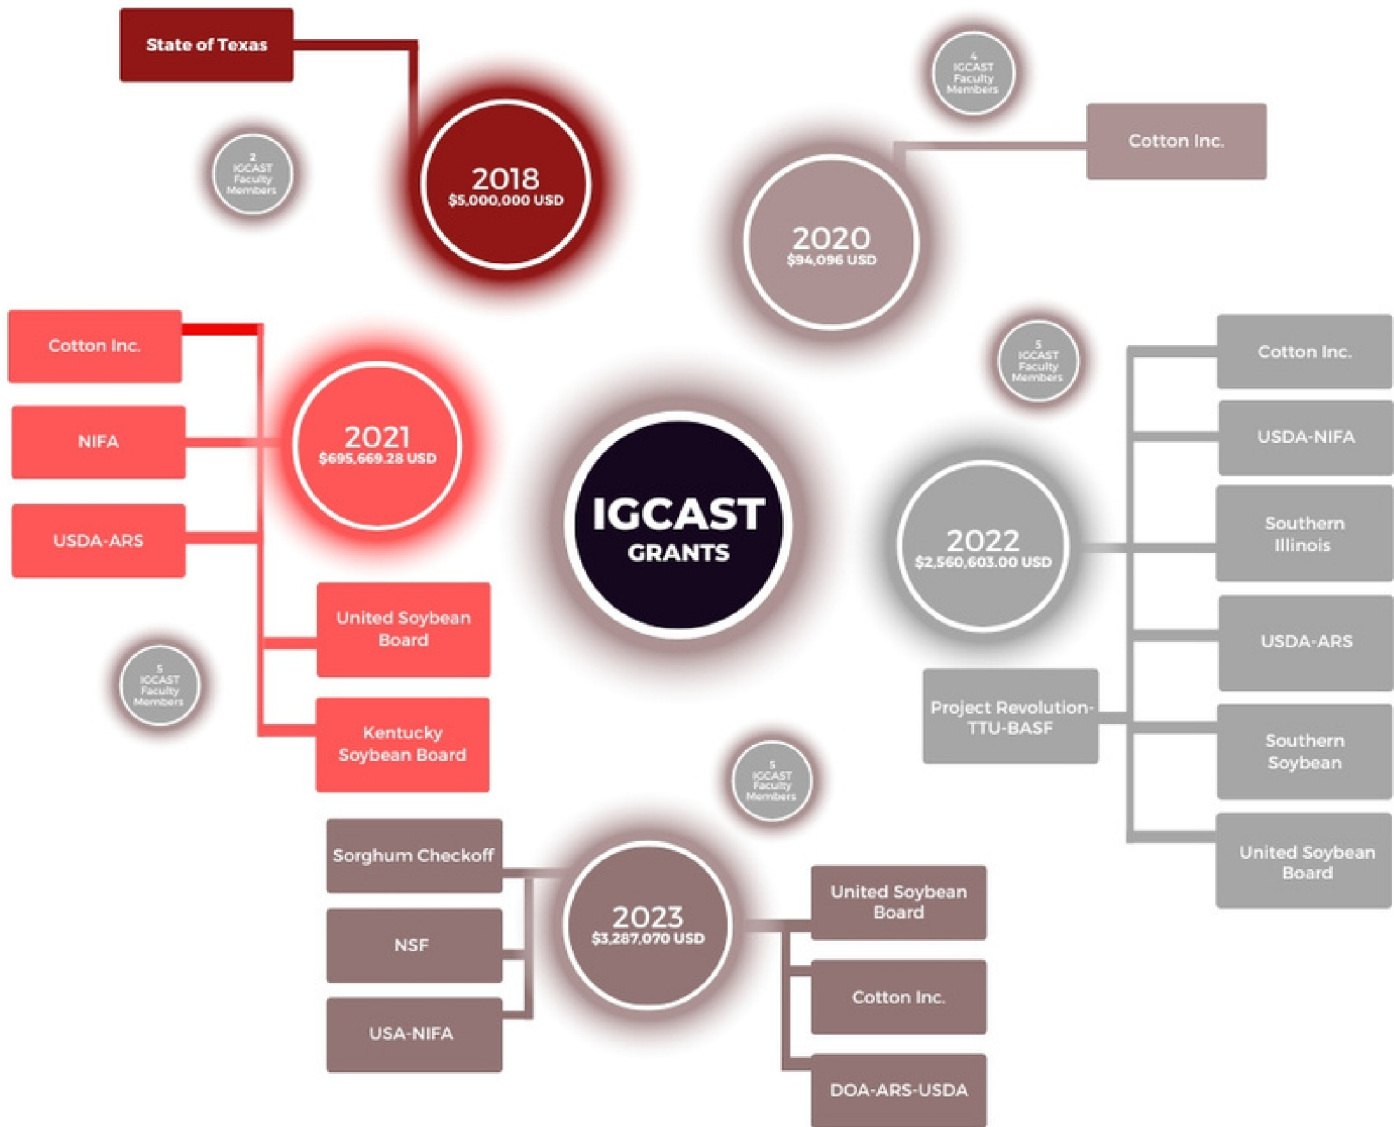 State of Texas
2
IGCAST
Faculty
Members
2018
$5,000,000 USD
4
IGCAST
Faculty
Members
Cotton Inc.
2020
$94,096 USD
Cotton Inc.
NIFA
USDA-ARS
2021
$695,669.28 USD
United Soybean
Board
Kentucky
Soybean Board
5
IGCAST
Faculty
Members
IGCAST
GRANTS
5
IGCAST
Faculty
Members
2022
$2,560,603.00 USD
Cotton Inc.
USDA-NIFA
Southern
Illinois
USDA-ARS
Southern
Soybean
United Soybean
Board
Project Revolution-
TTU-BASF
5
IGCAST
Faculty
Members
Sorghum Checkoff
NSF
USA-NIFA
2023
$3,287,070 USD
United Soybean
Board
Cotton Inc.
DOA-ARS-USDA